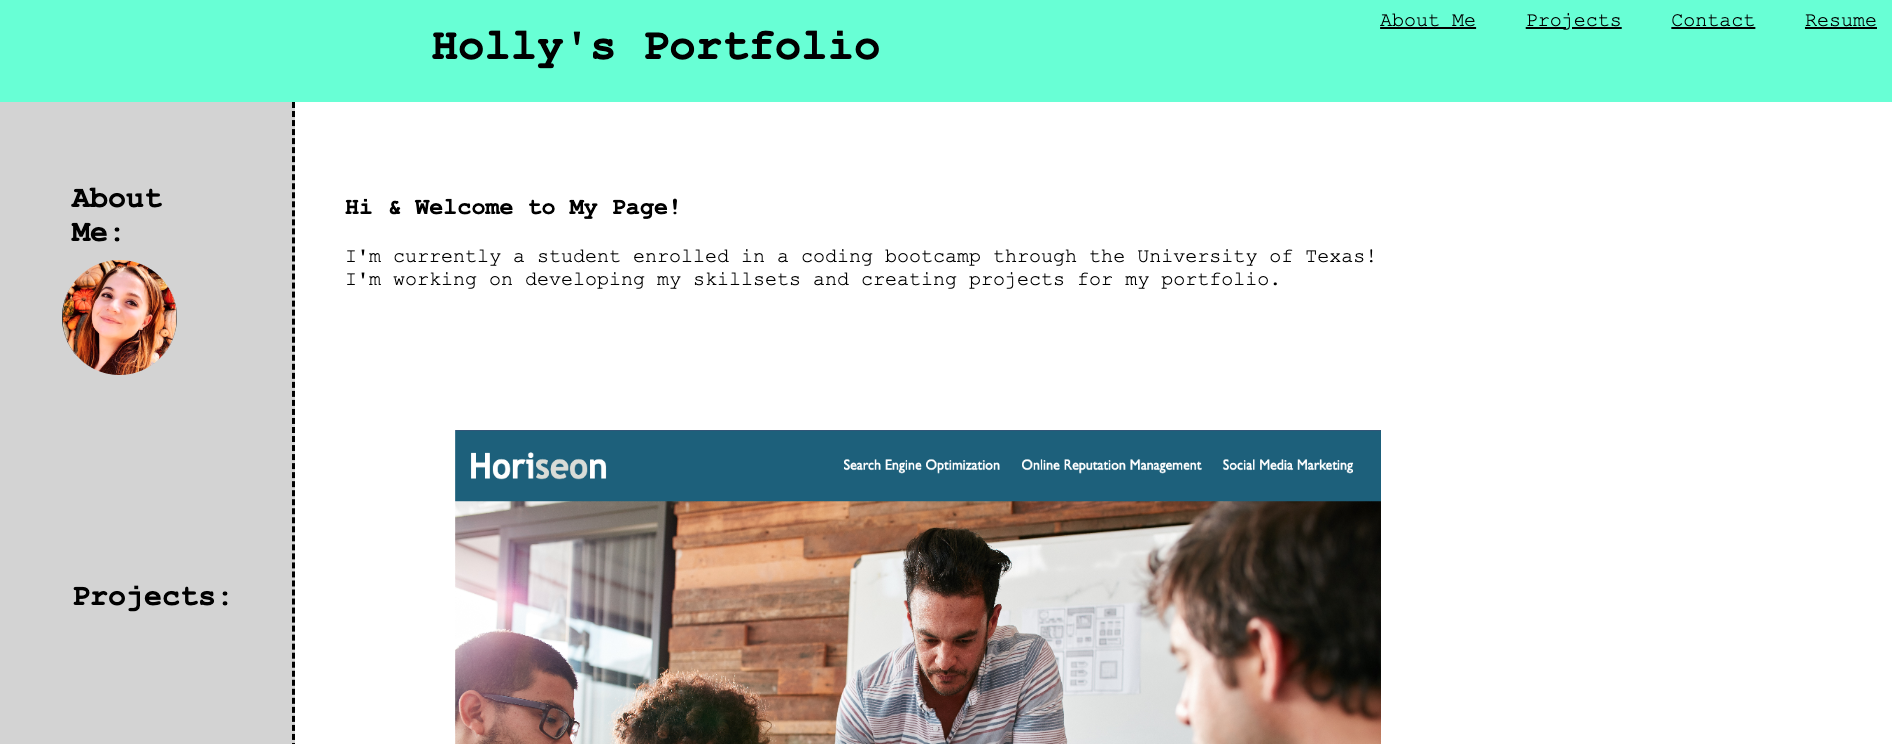 Holly's Portfolio
About Me Projects Contact Resume
About
Me:
Hi & Welcome to My Page!
I'm currently a student enrolled in a coding bootcamp through the University of Texas!
I'm working on developing my skillsets and creating projects for my portfolio.
Projects:
Horiseon
Search Engine Optimization Online Reputation Management Social Media Marketing